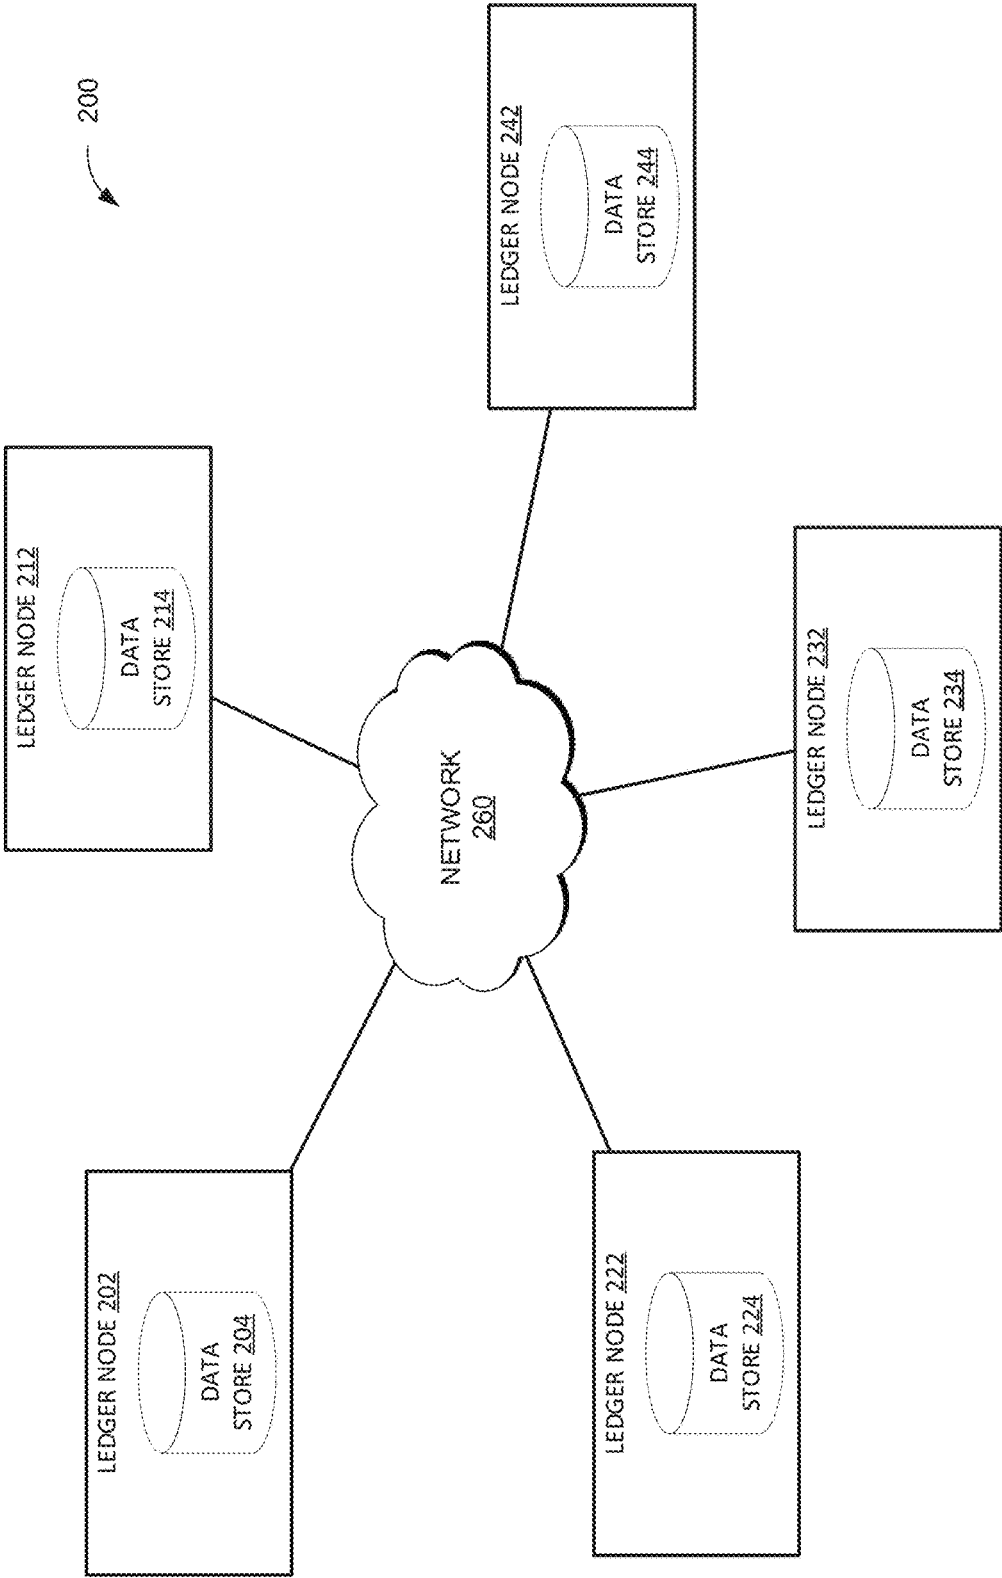 200
LEDGER NODE 202
DATA
STORE 204
LEDGER NODE 212
DATA
STORE 214
NETWORK
260
LEDGER NODE 242
DATA
STORE 244
LEDGER NODE 222
DATA
STORE 224
LEDGER NODE 232
DATA
STORE 234